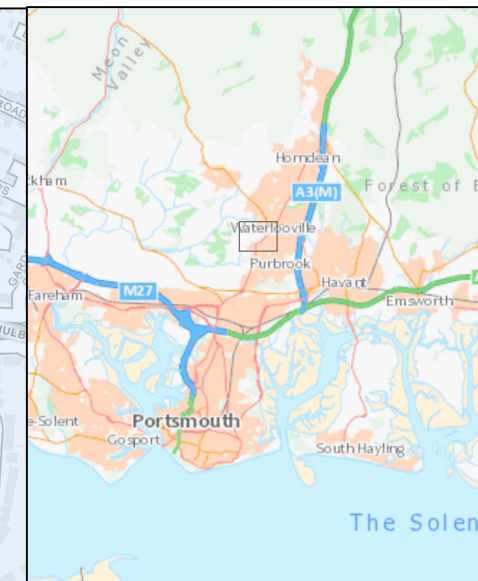 Meon
Valley
ROAD
Horndean
A3(M)
Forest of
Waterlooville
Purbrook
Havant
M27
Fareham
Emsworth
Portsmouth
Gosport
e-Solent
South Hayling
The Solen